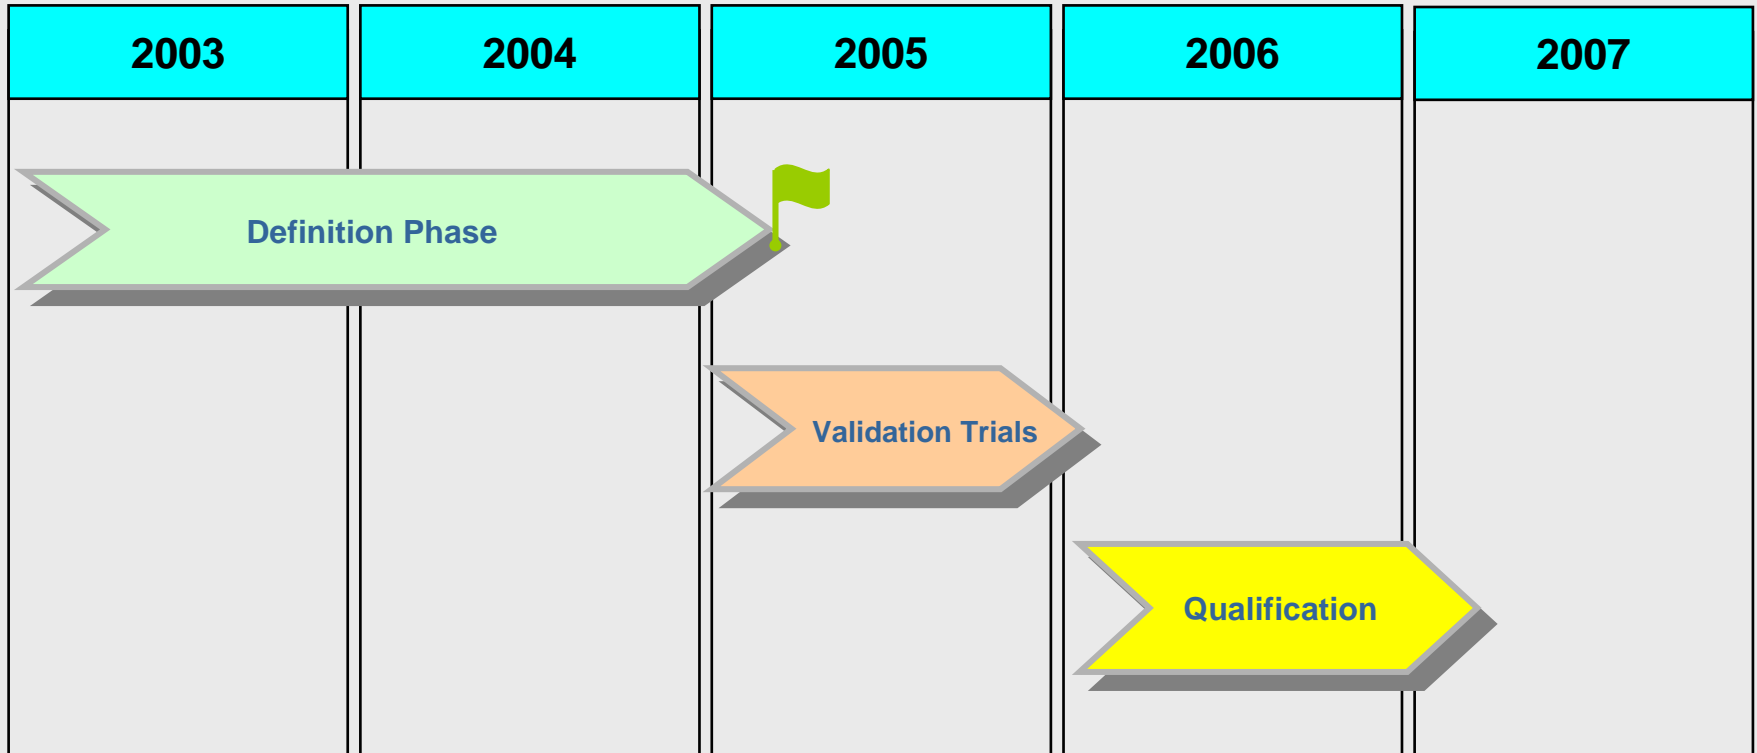 2003
2004
2005
2006
2007
Definition Phase
Validation Trials
Qualification